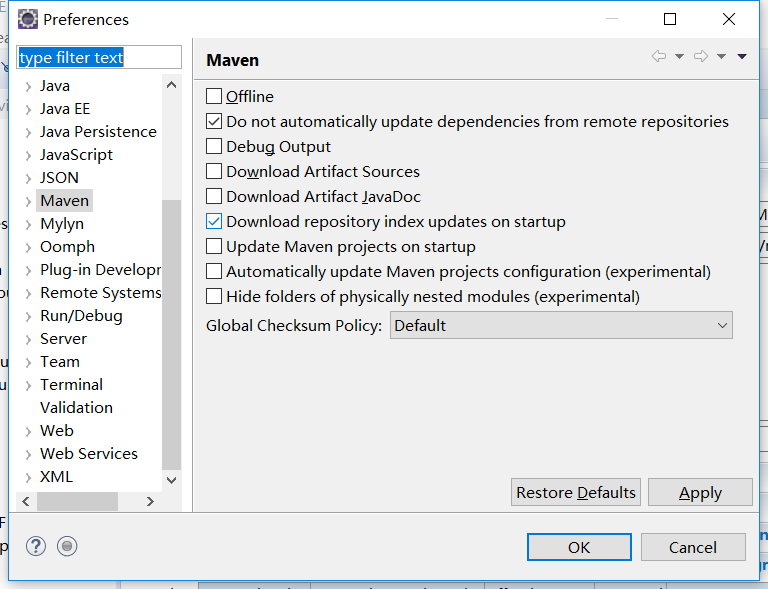 Preferences
type filter text
Java
Java EE
Java Persistence
JavaScript
JSON
Maven
Mylyn
Oomph
Plug-in Developr
Remote Systems
Run/Debug
Server
Team
Terminal
Validation
Web
Web Services
XML
Maven
Offline
Do not automatically update dependencies from remote repositories
Debug Output
Download Artifact Sources
Download Artifact JavaDoc
Download repository index updates on startup
Update Maven projects on startup
Automatically update Maven projects configuration (experimental)
Hide folders of physically nested modules (experimental)
Global Checksum Policy: Default
Restore Defaults Apply
OK Cancel